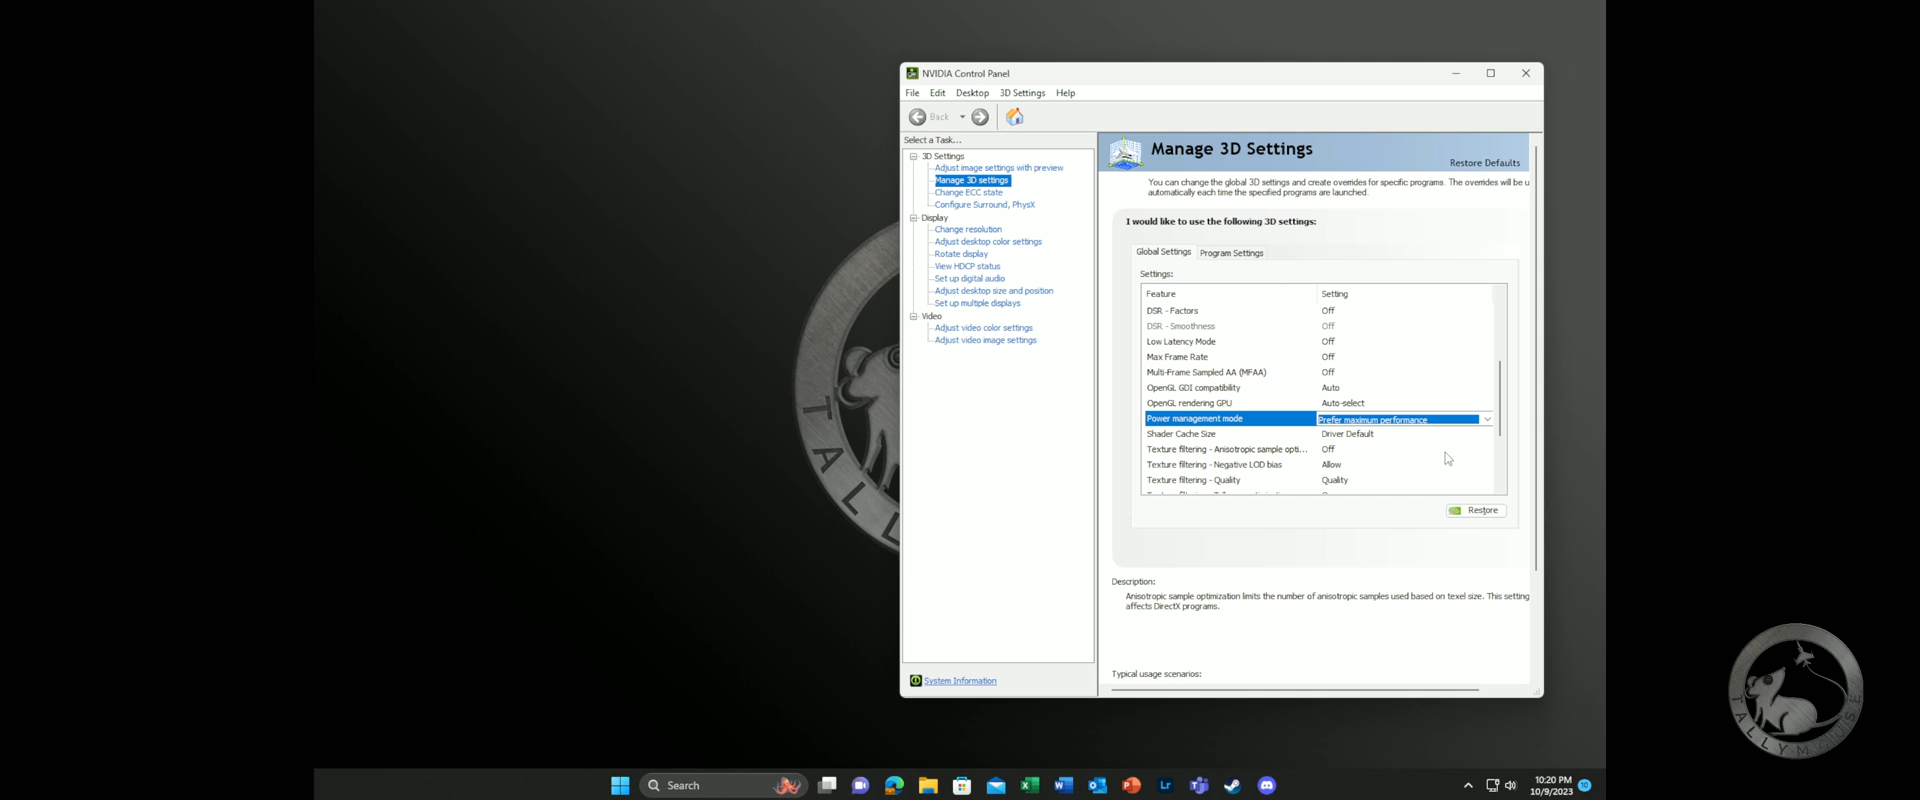 NVIDIA Control Panel
File Edit Desktop 3D Settings Help
Back
Select a Task...
3D Settings
Adjust image settings with preview
Manage 3D settings
Change ECC state
Configure Surround, PhysX
Display
Change resolution
Adjust desktop color settings
Rotate display
View HDCP status
Set up digital audio
Adjust desktop size and position
Set up multiple displays
Video
Adjust video color settings
Adjust video image settings
System Information
Manage 3D Settings
Restore Defaults
You can change the global 3D settings and create overrides for specific programs. The overrides will be u
automatically each time the specified programs are launched.
I would like to use the following 3D settings:
Global Settings Program Settings
Settings:
Feature Setting
DSR - Factors Off
DSR - Smoothness Off
Low Latency Mode Off
Max Frame Rate Off
Multi-Frame Sampled AA (MFAA) Off
OpenGL GDI compatibility Auto
OpenGL rendering GPU Auto-select
Power management mode Prefer maximum performance
Shader Cache Size Driver Default
Texture filtering - Anisotropic sample opti... Off
Texture filtering - Negative LOD bias Allow
Texture filtering - Quality Quality
Restore
Description:
Anisotropic sample optimization limits the number of anisotropic samples used based on texel size. This setting
affects DirectX programs.
Typical usage scenarios:
TALL
Search
10:20 PM
10/9/2023
TALLYMOUSE